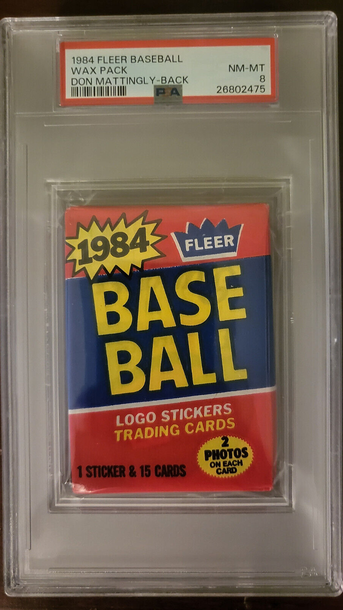 1984 FLEER BASEBALL
WAX PACK
NM-MT
DON MATTINGLY-BACK
8
PSA
26802475
1984
FLEER
BASE
BALL
LOGO STICKERS
TRADING CARDS
1 STICKER & 15 CARDS
2
PHOTOS
ON EACH
CARD